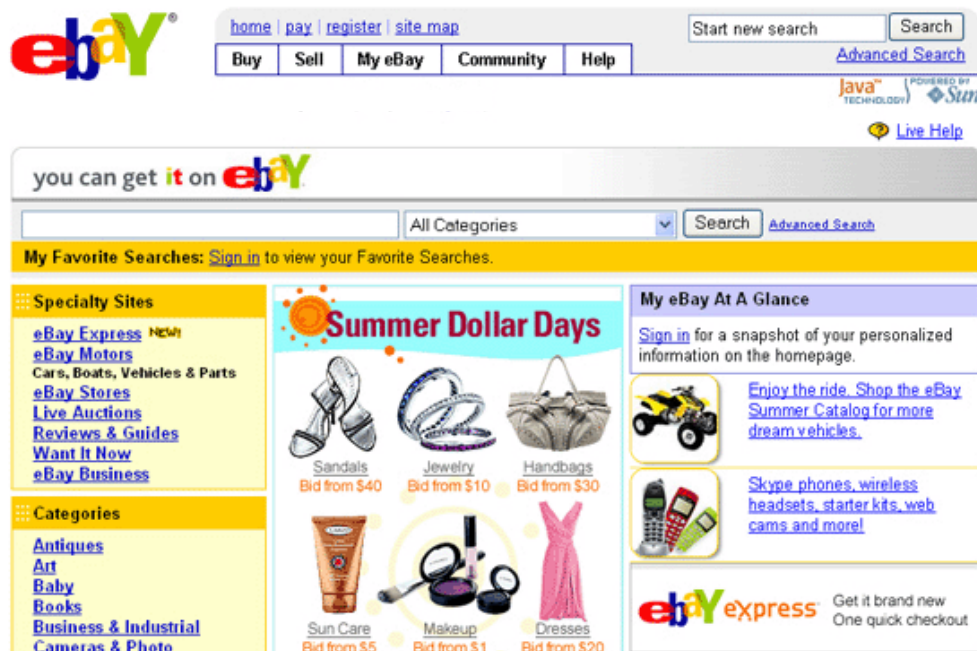 ebaY®
home | pay | register | site map
Buy Sell My eBay Community Help
Start new search Search
Advanced Search
Java™ TECHNOLOGY POWERED BY Sun
Live Help
you can get it on ebaY
All Categories Search Advanced Search
My Favorite Searches: Sign in to view your Favorite Searches.
Specialty Sites
eBay Express NEW!
eBay Motors
Cars, Boats, Vehicles & Parts
eBay Stores
Live Auctions
Reviews & Guides
Want It Now
eBay Business
Categories
Antiques
Art
Baby
Books
Business & Industrial
Cameras & Photo
Summer Dollar Days
Sandals Jewelry Handbags
Bid from $40 Bid from $10 Bid from $30
Sun Care Makeup Dresses
Bid from $5 Bid from $1 Bid from $20
My eBay At A Glance
Sign in for a snapshot of your personalized
information on the homepage.
Enjoy the ride. Shop the eBay
Summer Catalog for more
dream vehicles.
Skype phones, wireless
headsets, starter kits, web
cams and more!
ebaY express
Get it brand new
One quick checkout